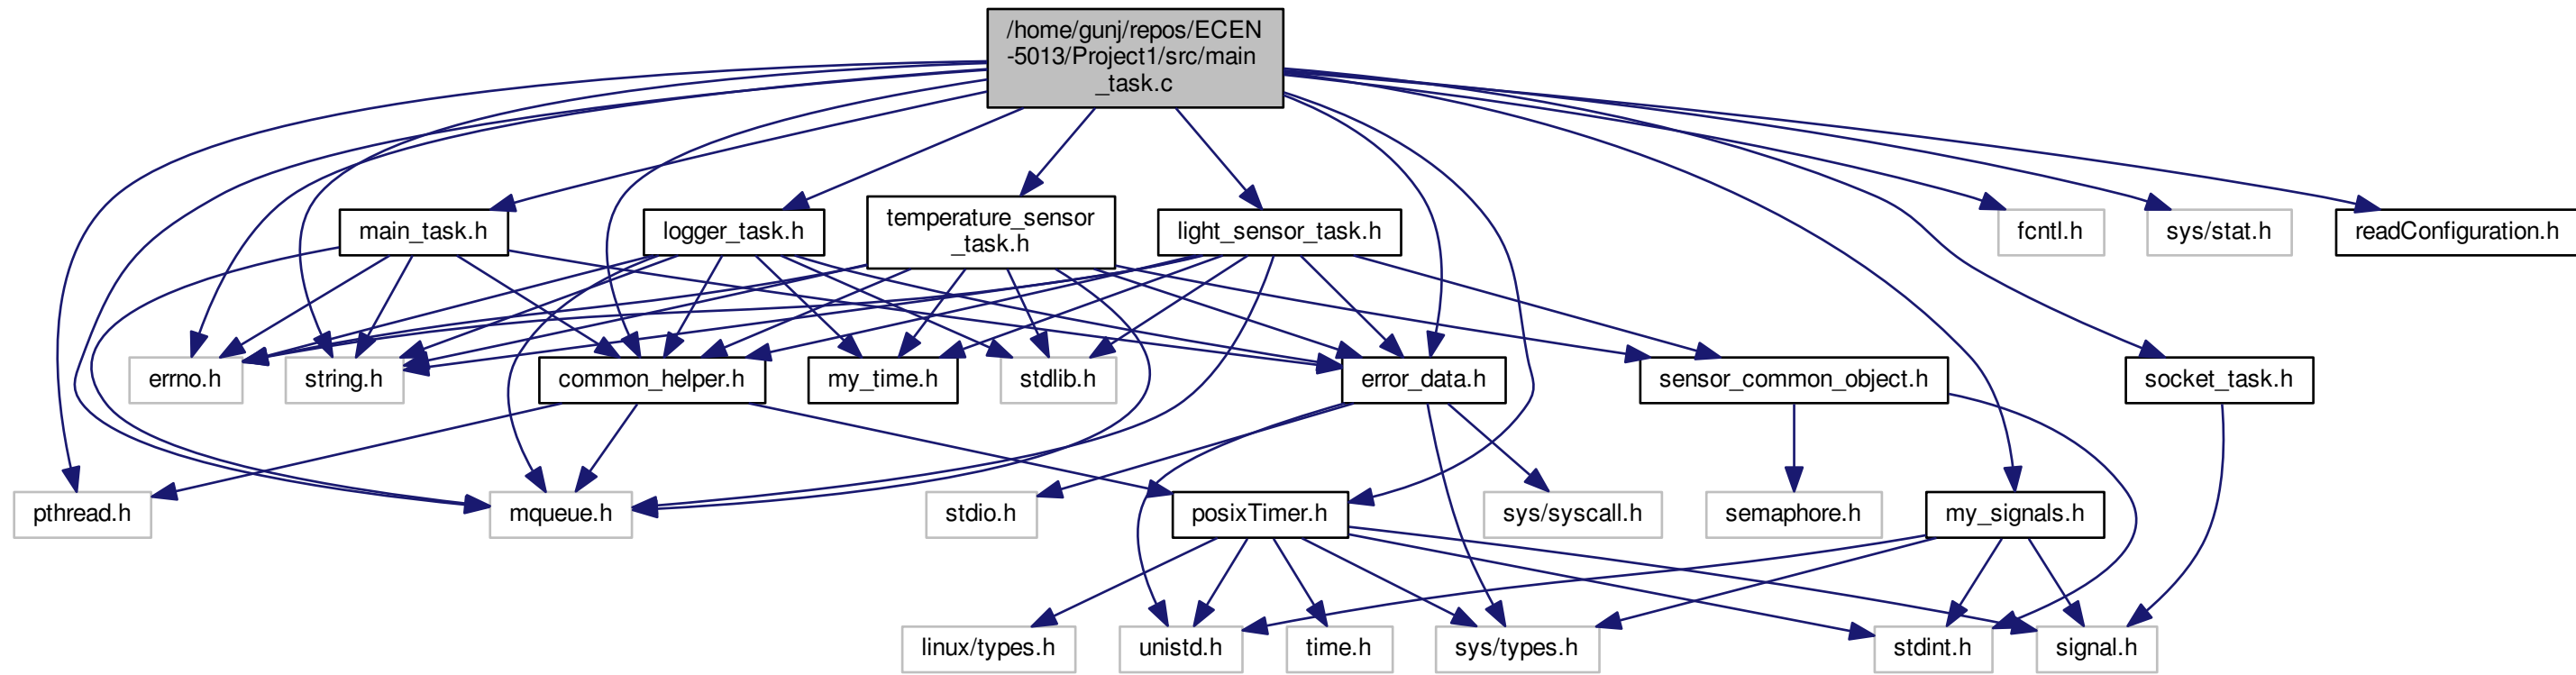 /home/gunj/repos/ECEN
-5013/Project1/src/main
_task.c
main_task.h
logger_task.h
temperature_sensor
_task.h
light_sensor_task.h
fcntl.h
sys/stat.h
readConfiguration.h
errno.h
string.h
common_helper.h
my_time.h
stdlib.h
error_data.h
sensor_common_object.h
socket_task.h
pthread.h
mqueue.h
stdio.h
posixTimer.h
sys/syscall.h
semaphore.h
my_signals.h
linux/types.h
unistd.h
time.h
sys/types.h
stdint.h
signal.h